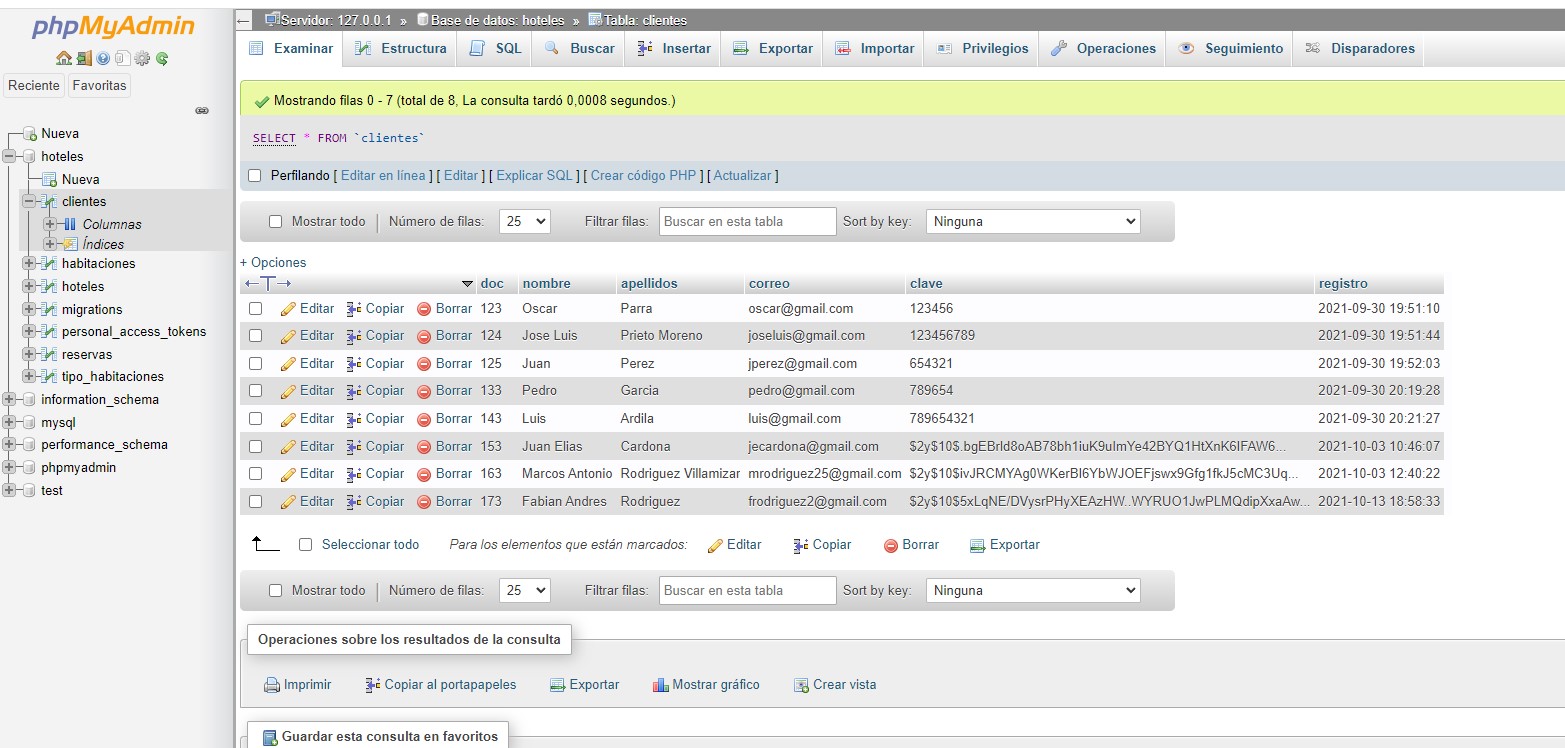 phpMyAdmin
Reciente Favoritas
Nueva
hoteles
Nueva
clientes
Columnas
Índices
habitaciones
hoteles
migrations
personal_access_tokens
reservas
tipo_habitaciones
information_schema
mysql
performance_schema
phpmyadmin
test
Servidor: 127.0.0.1 » Base de datos: hoteles » Tabla: clientes
Examinar Estructura SQL Buscar Insertar Exportar Importar Privilegios Operaciones Seguimiento Disparadores
Mostrando filas 0 - 7 (total de 8, La consulta tardó 0,0008 segundos.)
SELECT * FROM `clientes`
Perfilando [ Editar en línea ] [ Editar ] [ Explicar SQL ] [ Crear código PHP ] [ Actualizar ]
Mostrar todo | Número de filas: 25 Filtrar filas: Buscar en esta tabla Sort by key: Ninguna
+ Opciones
doc nombre apellidos correo clave registro
Editar Copiar Borrar 123 Oscar Parra oscar@gmail.com 123456 2021-09-30 19:51:10
Editar Copiar Borrar 124 Jose Luis Prieto Moreno joseluis@gmail.com 123456789 2021-09-30 19:51:44
Editar Copiar Borrar 125 Juan Perez jperez@gmail.com 654321 2021-09-30 19:52:03
Editar Copiar Borrar 133 Pedro Garcia pedro@gmail.com 789654 2021-09-30 20:19:28
Editar Copiar Borrar 143 Luis Ardila luis@gmail.com 789654321 2021-09-30 20:21:27
Editar Copiar Borrar 153 Juan Elias Cardona jecardona@gmail.com $2y$10$.bgEBrld8oAB78bh1iuK9uImYe42BYQ1HtXnK6IFAW6... 2021-10-03 10:46:07
Editar Copiar Borrar 163 Marcos Antonio Rodriguez Villamizar mrodriguez25@gmail.com $2y$10$ivJRCMYAg0WKerBI6YbWJOEFjswx9Gfg1fkJ5cMC3Uq... 2021-10-03 12:40:22
Editar Copiar Borrar 173 Fabian Andres Rodriguez frodriguez2@gmail.com $2y$10$5xLqNE/DVysrPHyXEAzHW..WYRUO1JwPLMQdipXxaAw... 2021-10-13 18:58:33
Seleccionar todo Para los elementos que están marcados: Editar Copiar Borrar Exportar
Mostrar todo | Número de filas: 25 Filtrar filas: Buscar en esta tabla Sort by key: Ninguna
Operaciones sobre los resultados de la consulta
Imprimir Copiar al portapapeles Exportar Mostrar gráfico Crear vista
Guardar esta consulta en favoritos